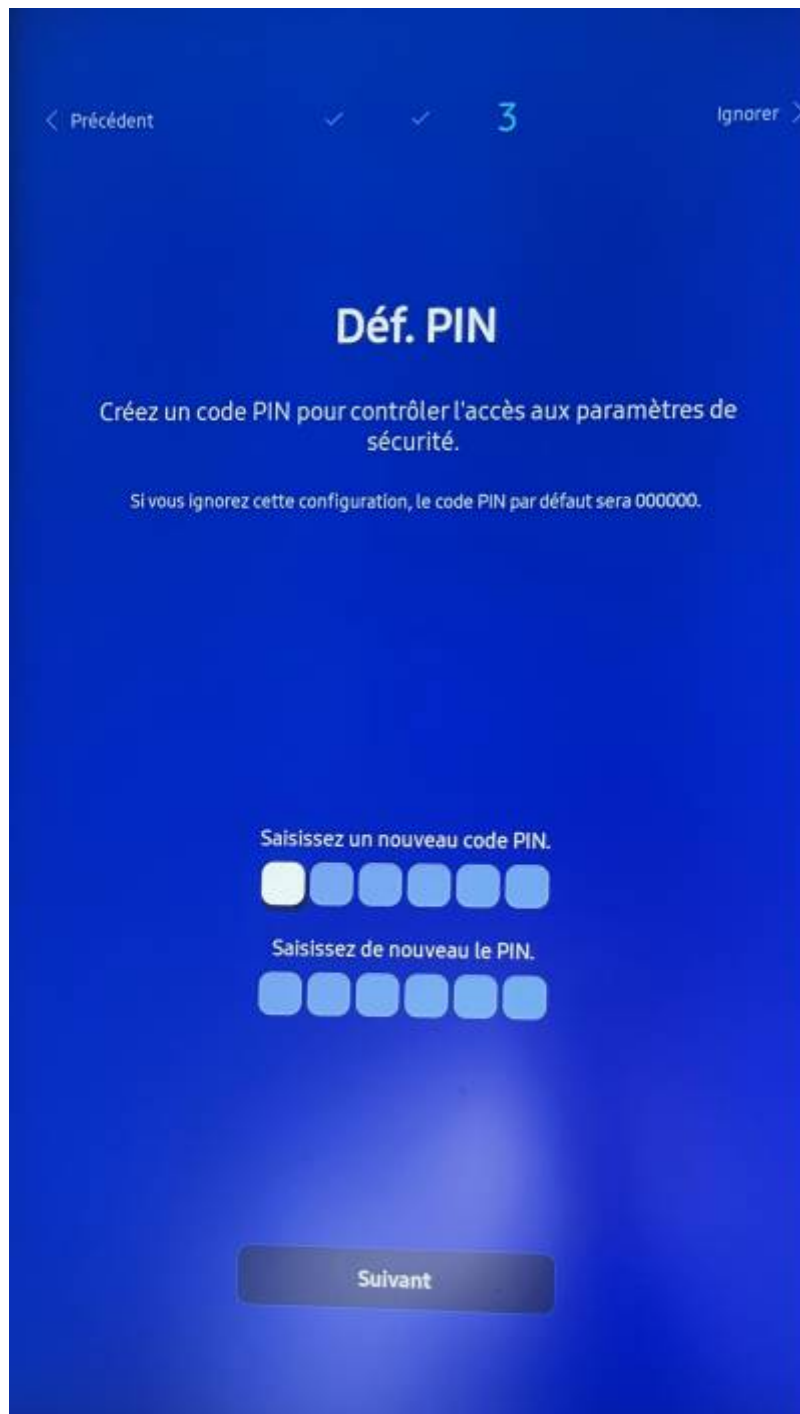 Précédent
3
Ignorer
Déf. PIN
Créez un code PIN pour contrôler l'accès aux paramètres de
sécurité.
Si vous ignorez cette configuration, le code PIN par défaut sera 000000.
Saisissez un nouveau code PIN.
Saisissez de nouveau le PIN.
Suivant